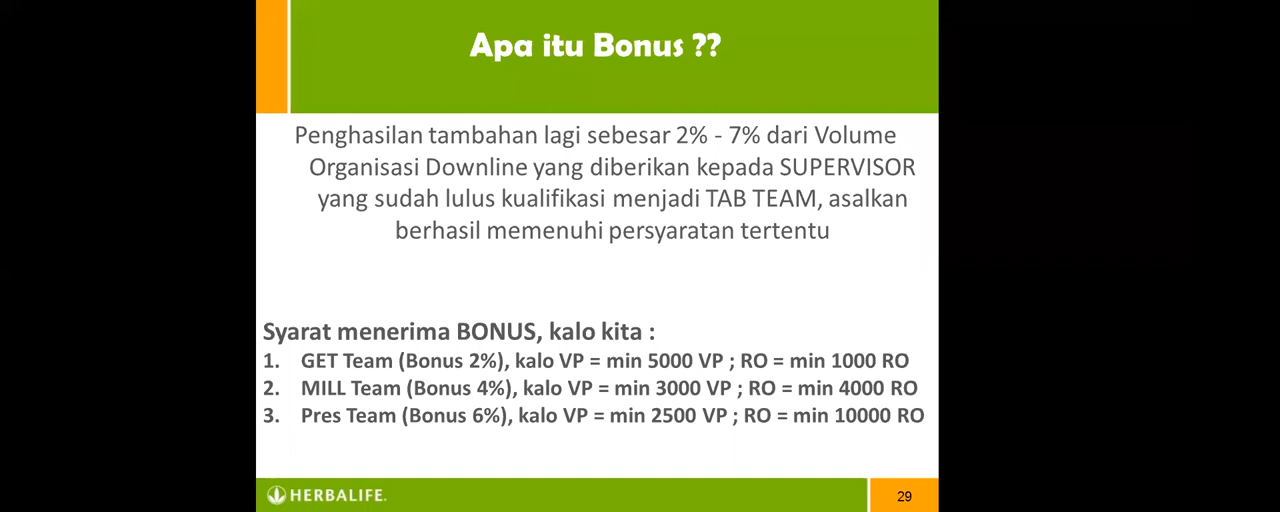 Apa itu Bonus ??
Penghasilan tambahan lagi sebesar 2% - 7% dari Volume
Organisasi Downline yang diberikan kepada SUPERVISOR
yang sudah lulus kualifikasi menjadi TAB TEAM, asalkan
berhasil memenuhi persyaratan tertentu
Syarat menerima BONUS, kalo kita :
1. GET Team (Bonus 2%), kalo VP = min 5000 VP ; RO = min 1000 RO
2. MILL Team (Bonus 4%), kalo VP = min 3000 VP ; RO = min 4000 RO
3. Pres Team (Bonus 6%), kalo VP = min 2500 VP ; RO = min 10000 RO
HERBALIFE.
29